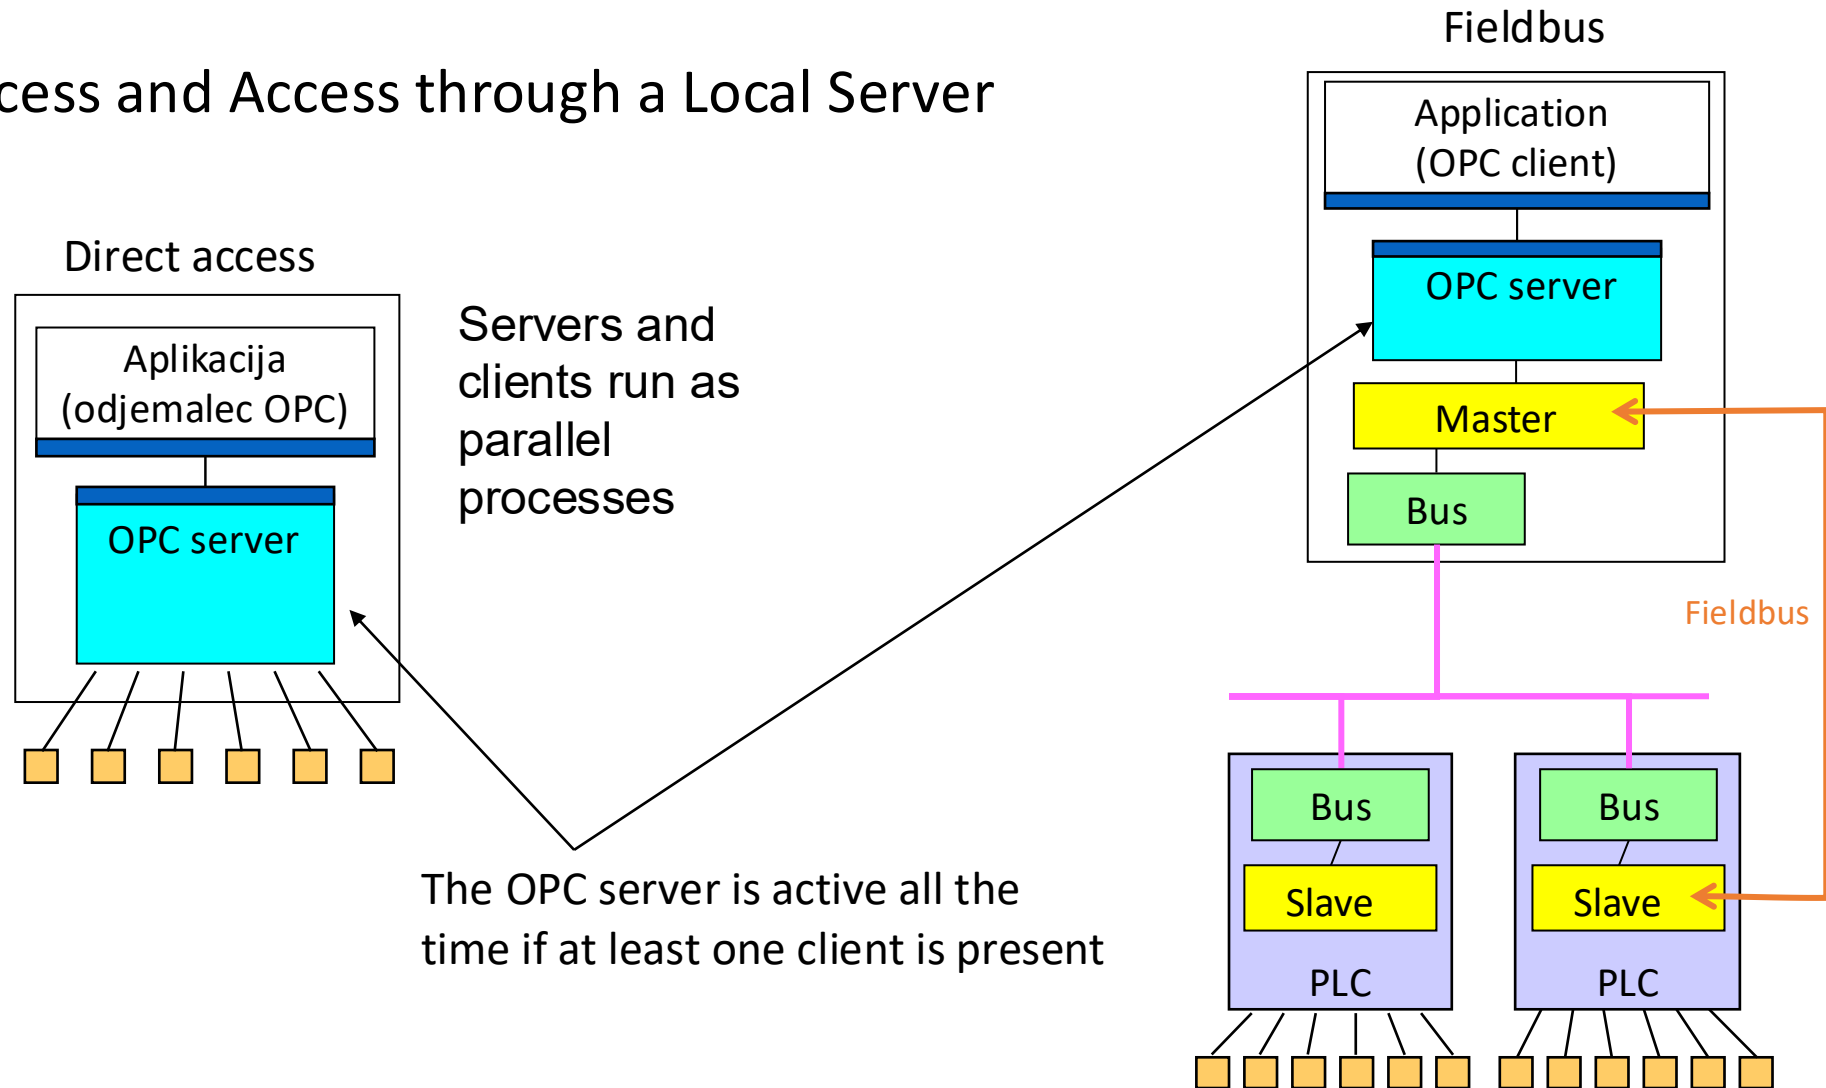 Fieldbus
cess and Access through a Local Server
Application
(OPC client)
OPC server
Master
Bus
Fieldbus
Direct access
Aplikacija
(odjemalec OPC)
OPC server
Servers and
clients run as
parallel
processes
The OPC server is active all the
time if at least one client is present
Bus
Slave
PLC
Bus
Slave
PLC